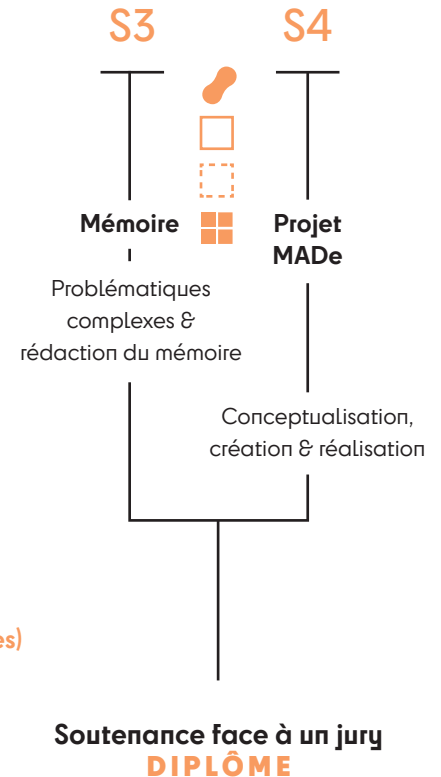 S3
S4
Mémoire
Projet
MADe
Problématiques
complexes &
rédaction du mémoire
Conceptualisation,
création & réalisation
es)
Soutenance face à un jury
DIPLÔME